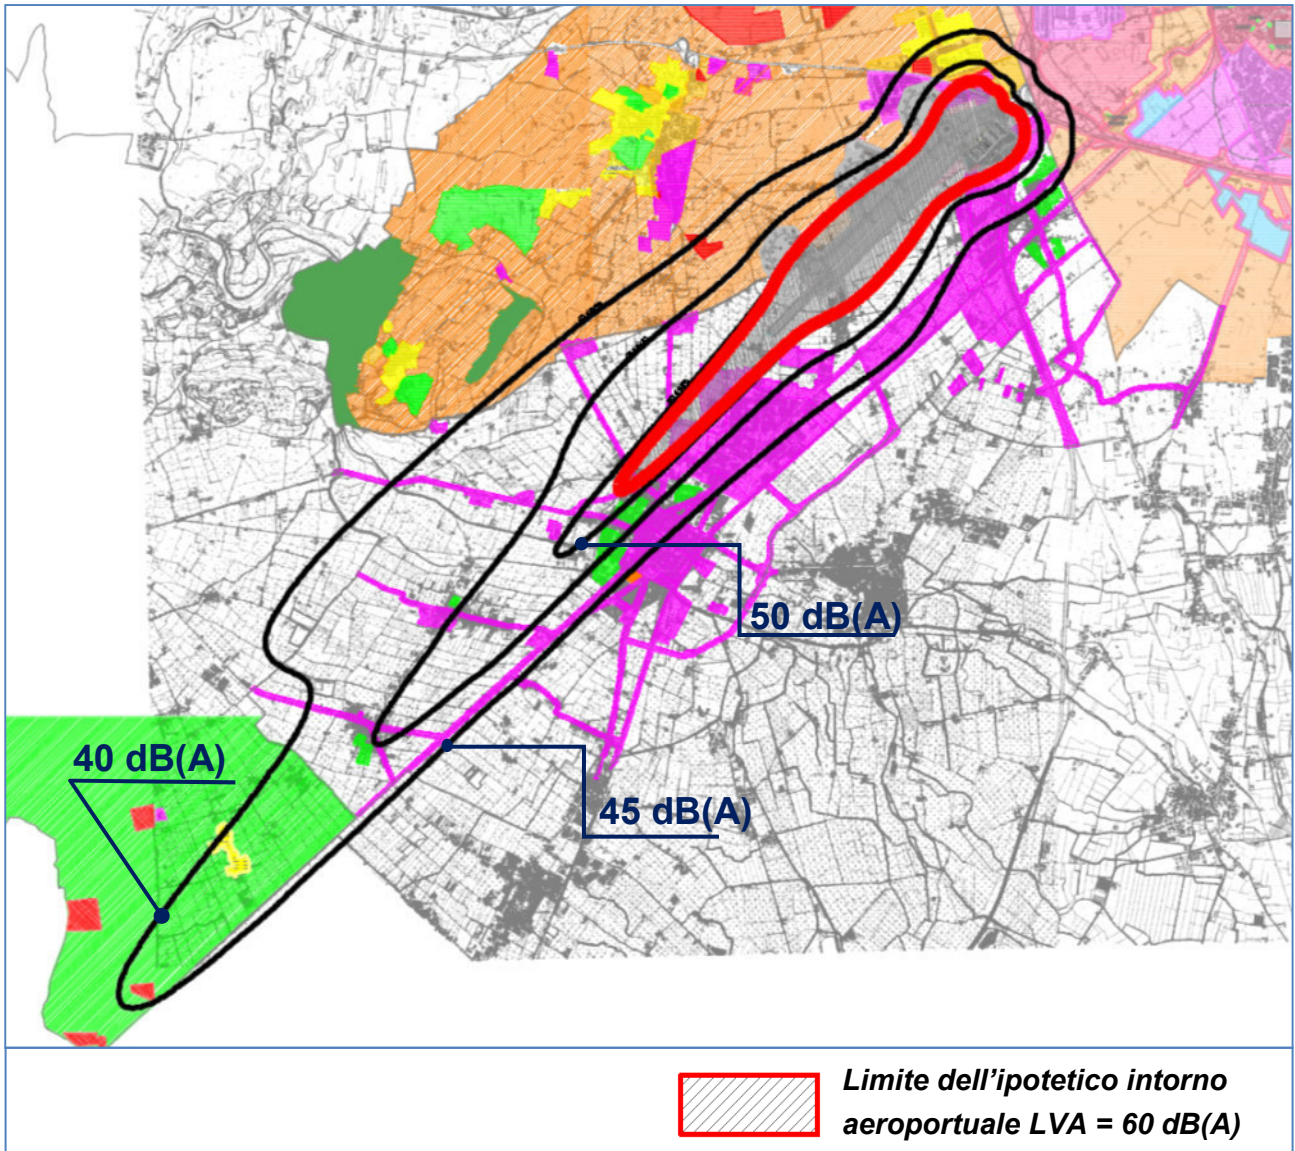 50 dB(A)
40 dB(A)
45 dB(A)
Limite dell'ipotetico intorno
aeroportuale LVA = 60 dB(A)